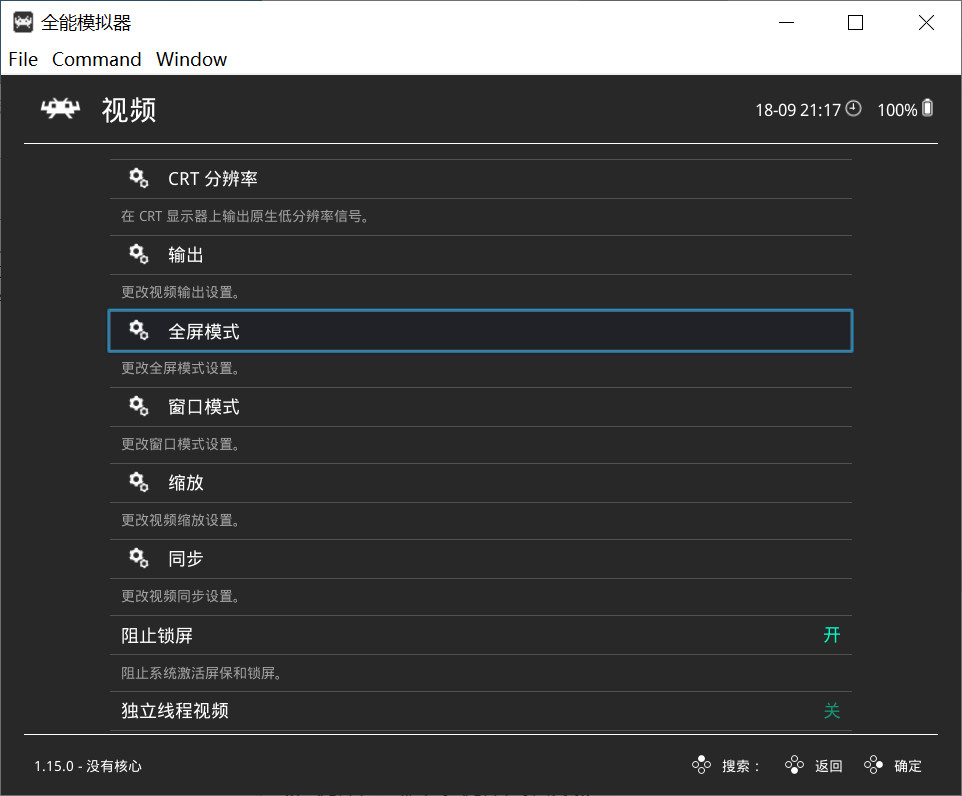 全能模拟器
File Command Window
视频 18-09 21:17 100%
CRT 分辨率
在 CRT 显示器上输出原生低分辨率信号。
输出
更改视频输出设置。
全屏模式
更改全屏模式设置。
窗口模式
更改窗口模式设置。
缩放
更改视频缩放设置。
同步
更改视频同步设置。
阻止锁屏 开
阻止系统激活屏保和锁屏。
独立线程视频 关
1.15.0 - 没有核心 搜索： 返回 确定